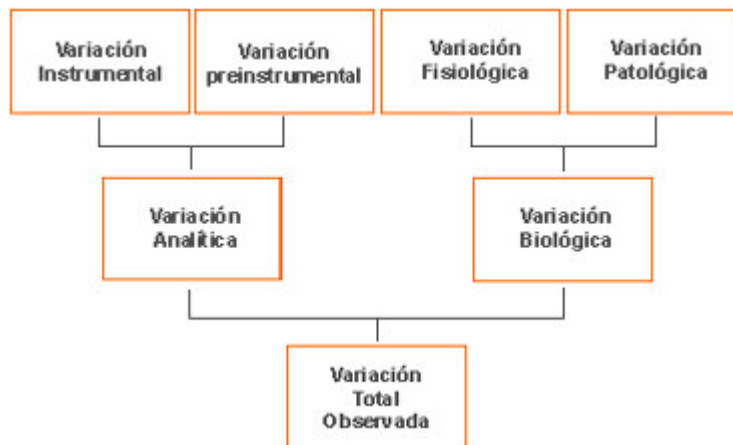 Variación
Instrumental
Variación
preinstrumental
Variación
Fisiológica
Variación
Patológica
Variación
Analítica
Variación
Biológica
Variación
Total
Observada